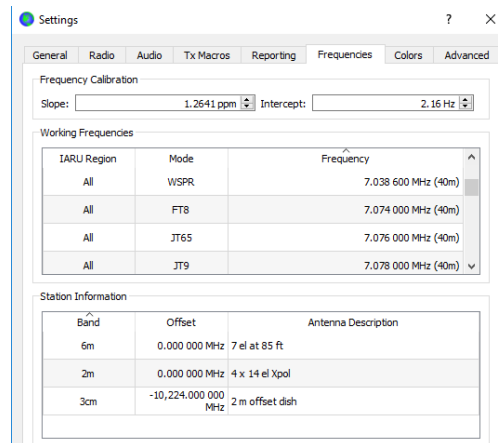 Settings ? ×
General Radio Audio Tx Macros Reporting Frequencies Colors Advanced
Frequency Calibration
Slope: 1.2641 ppm Intercept: 2.16 Hz
Working Frequencies
IARU Region Mode Frequency
All WSPR 7.038 600 MHz (40m)
All FT8 7.074 000 MHz (40m)
All JT65 7.076 000 MHz (40m)
All JT9 7.078 000 MHz (40m)
Station Information
Band Offset Antenna Description
6m 0.000 000 MHz 7 el at 85 ft
2m 0.000 000 MHz 4 x 14 el Xpol
3cm -10,224.000 000 MHz 2 m offset dish